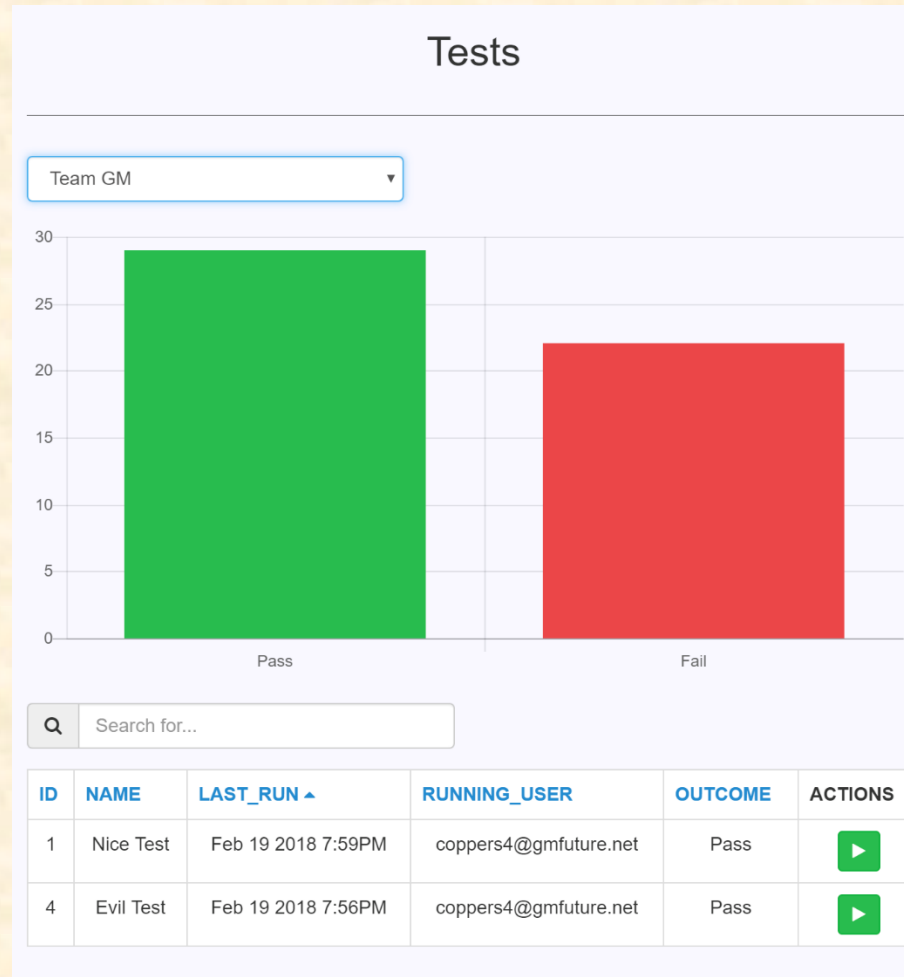 Tests
Team GM
30
25
20
15
10
5
0
Pass Fail
Search for...
ID NAME LAST_RUN RUNNING_USER OUTCOME ACTIONS
1 Nice Test Feb 19 2018 7:59PM coppers4@gmfuture.net Pass
4 Evil Test Feb 19 2018 7:56PM coppers4@gmfuture.net Pass